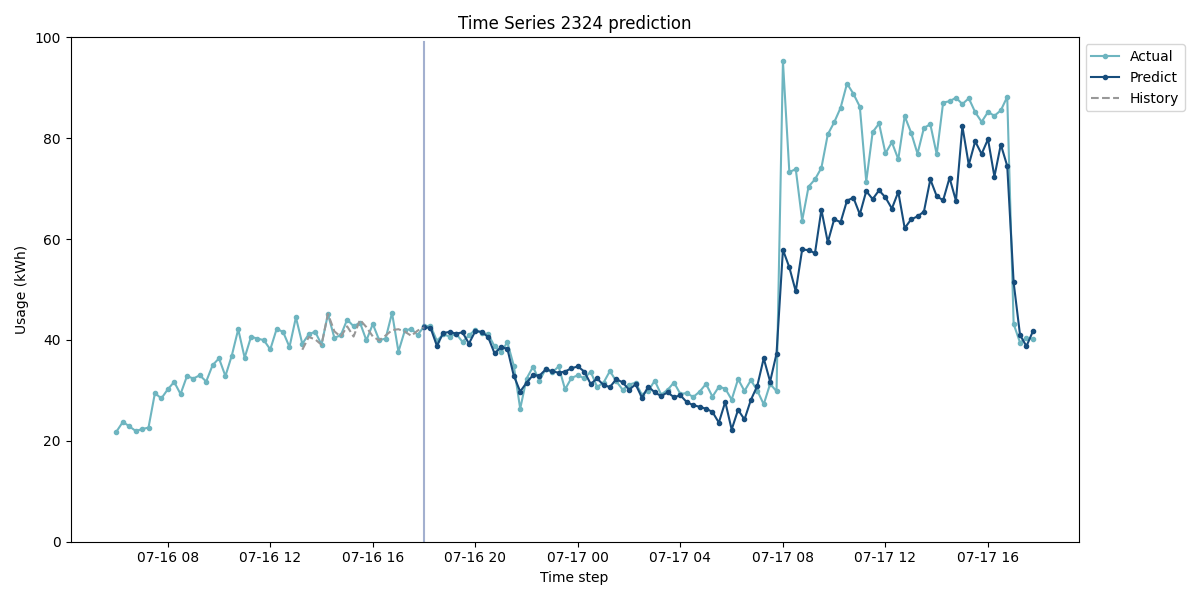 Time Series 2324 prediction
100
80
60
40
20
0
Usage (kWh)
07-16 08
07-16 12
07-16 16
07-16 20
07-17 00
07-17 04
07-17 08
07-17 12
07-17 16
Time step
Actual
Predict
History